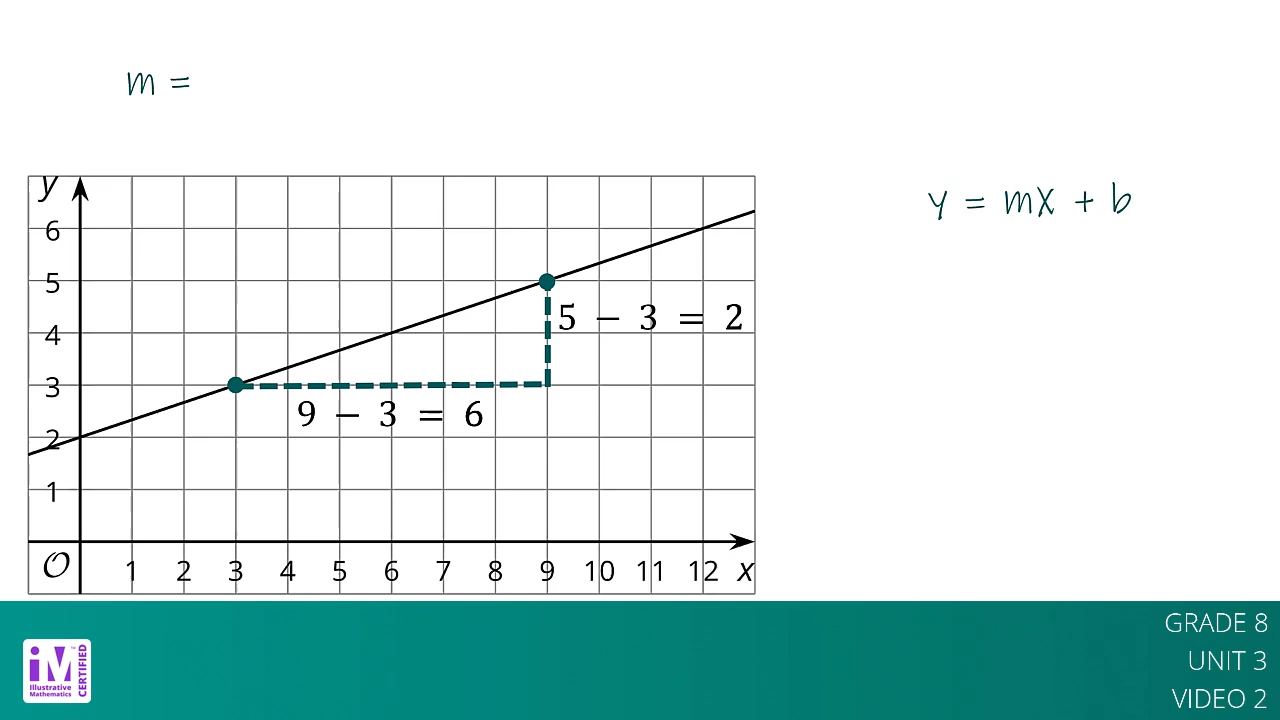 m =
y = mx + b
y
6
5
4
3
2
1
5 − 3 = 2
9 − 3 = 6
O 1 2 3 4 5 6 7 8 9 10 11 12 x
GRADE 8
UNIT 3
VIDEO 2
iM CERTIFIED
Illustrative
Mathematics